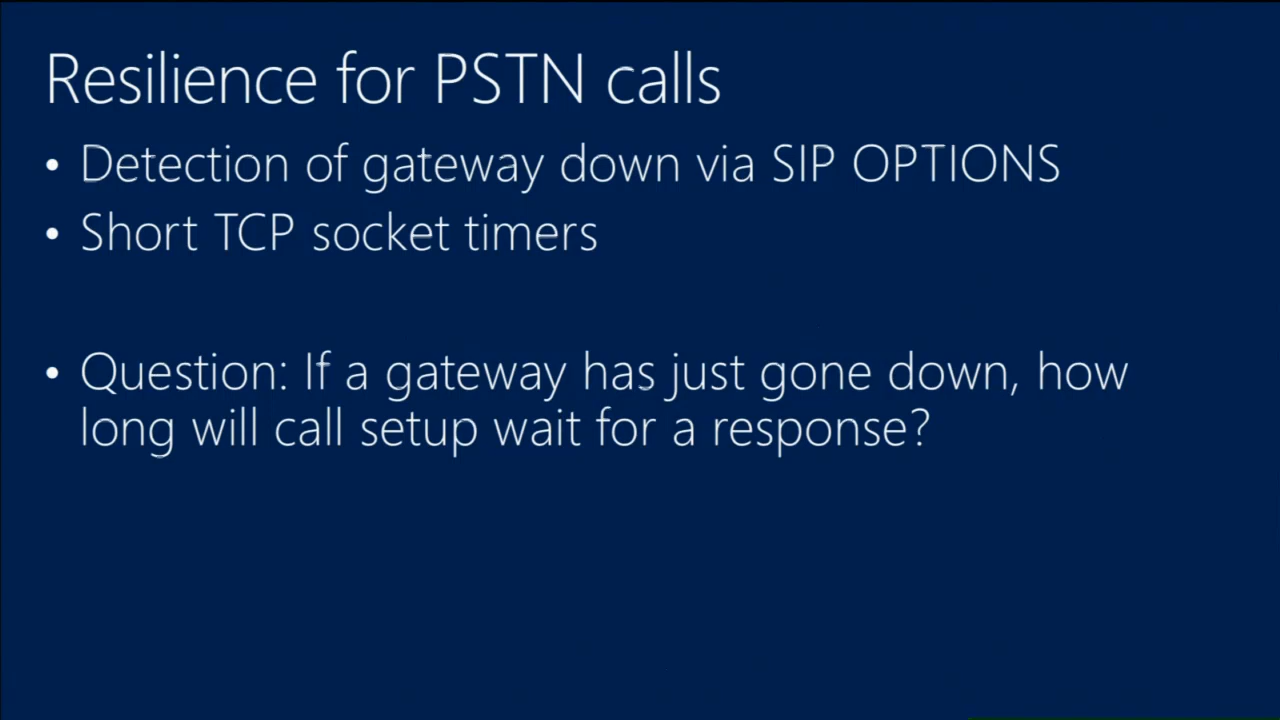 Resilience for PSTN calls
• Detection of gateway down via SIP OPTIONS
• Short TCP socket timers
• Question: If a gateway has just gone down, how
long will call setup wait for a response?